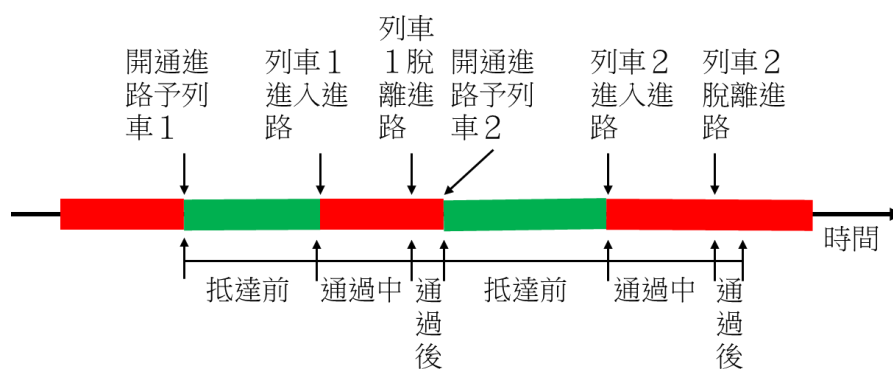 開通進
路予列
車1
列車1
進入進
路
列車
1脫
離進
路
開通進
路予列
車2
列車2
進入進
路
列車2
脫離進
路
時間
抵達前
通過中
通
過
後
抵達前
通過中
通
過
後